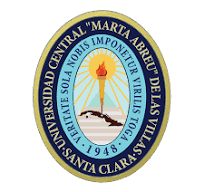 UNIVERSIDAD CENTRAL "MARTA ABREU" DE LAS VILLAS
SANTA CLARA
VERITATE SOLA NOBIS IMPONETUR VIRILIS TOGA
1948